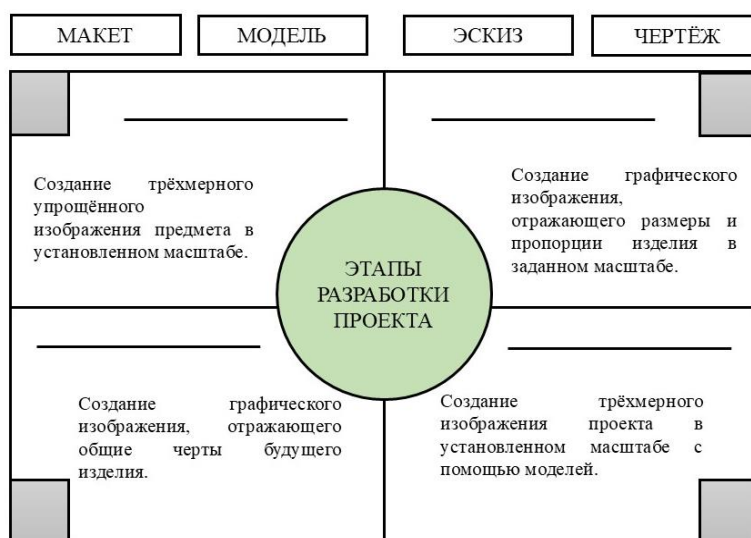 МАКЕТ
МОДЕЛЬ
ЭСКИЗ
ЧЕРТЁЖ
Создание трёхмерного
упрощённого
изображения предмета в
установленном масштабе.
Создание графического
изображения,
отражающего размеры и
пропорции изделия в
заданном масштабе.
ЭТАПЫ
РАЗРАБОТКИ
ПРОЕКТА
Создание графического
изображения, отражающего
общие черты будущего
изделия.
Создание трёхмерного
изображения проекта в
установленном масштабе с
помощью моделей.